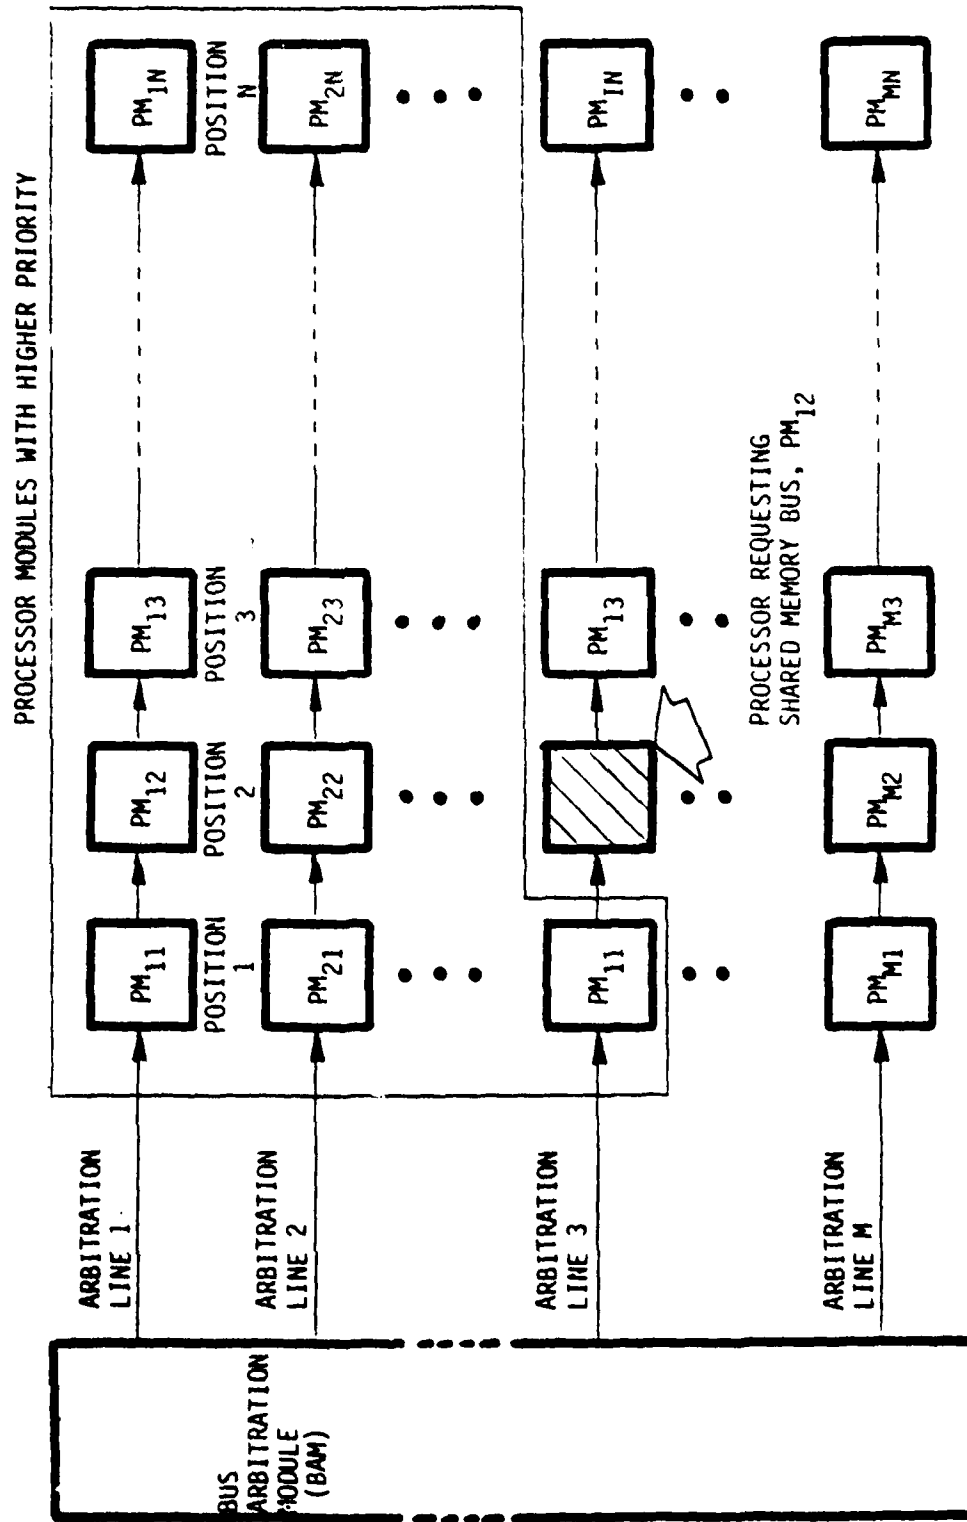 PROCESSOR MODULES WITH HIGHER PRIORITY
BUS
ARBITRATION
MODULE
(BAM)
ARBITRATION
LINE 1
PM11
PM12
PM13
PM1N
POSITION
1
POSITION
2
POSITION
3
POSITION
N
ARBITRATION
LINE 2
PM21
PM22
PM23
PM2N
ARBITRATION
LINE 3
PM11
PM13
PMIN
PROCESSOR REQUESTING
SHARED MEMORY BUS, PM12
ARBITRATION
LINE M
PMM1
PMM2
PMM3
PMMN